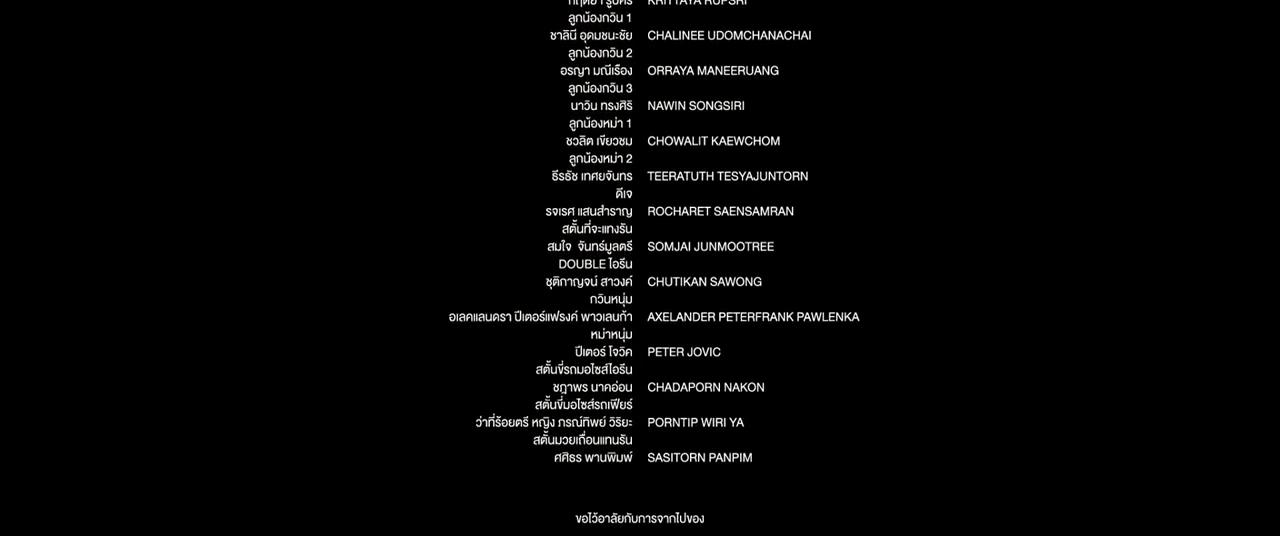 กฤตยา รูปศรี KRITTAYA RUPSRI
ลูกน้องกวิน 1
ชาลินี อุดมชนะชัย CHALINEE UDOMCHANACHAI
ลูกน้องกวิน 2
อรญา มณีเรือง ORRAYA MANEERUANG
ลูกน้องกวิน 3
นาวิน ทรงศิริ NAWIN SONGSIRI
ลูกน้องหม่า 1
ชวลิต เขียวชม CHOWALIT KAEWCHOM
ลูกน้องหม่า 2
ธีรธัช เทศยจันทร TEERATUTH TESYAJUNTORN
ดีเจ
รจเรศ แสนสำราญ ROCHARET SAENSAMRAN
สตั้นที่จะแทงรัน
สมใจ จันทร์มูลตรี SOMJAI JUNMOOTREE
DOUBLE ไอรีน
ชุติกาญจน์ สาวงค์ CHUTIKAN SAWONG
กวินหนุ่ม
อเลคแลนดรา ปีเตอร์แฟรงค์ พาวเลนก้า AXELANDER PETERFRANK PAWLENKA
หม่าหนุ่ม
ปีเตอร์ โจวิค PETER JOVIC
สตั้นขี่รถมอไซส์ไอรีน
ชฎาพร นาคอ่อน CHADAPORN NAKON
สตั้นขี่มอไซส์รถเฟียร์
ว่าที่ร้อยตรี หญิง ภรณ์ทิพย์ วิริยะ PORNTIP WIRI YA
สตั้นมวยเถื่อนแทนรัน
ศศิธร พานพิมพ์ SASITORN PANPIM
ขอไว้อาลัยกับการจากไปของ